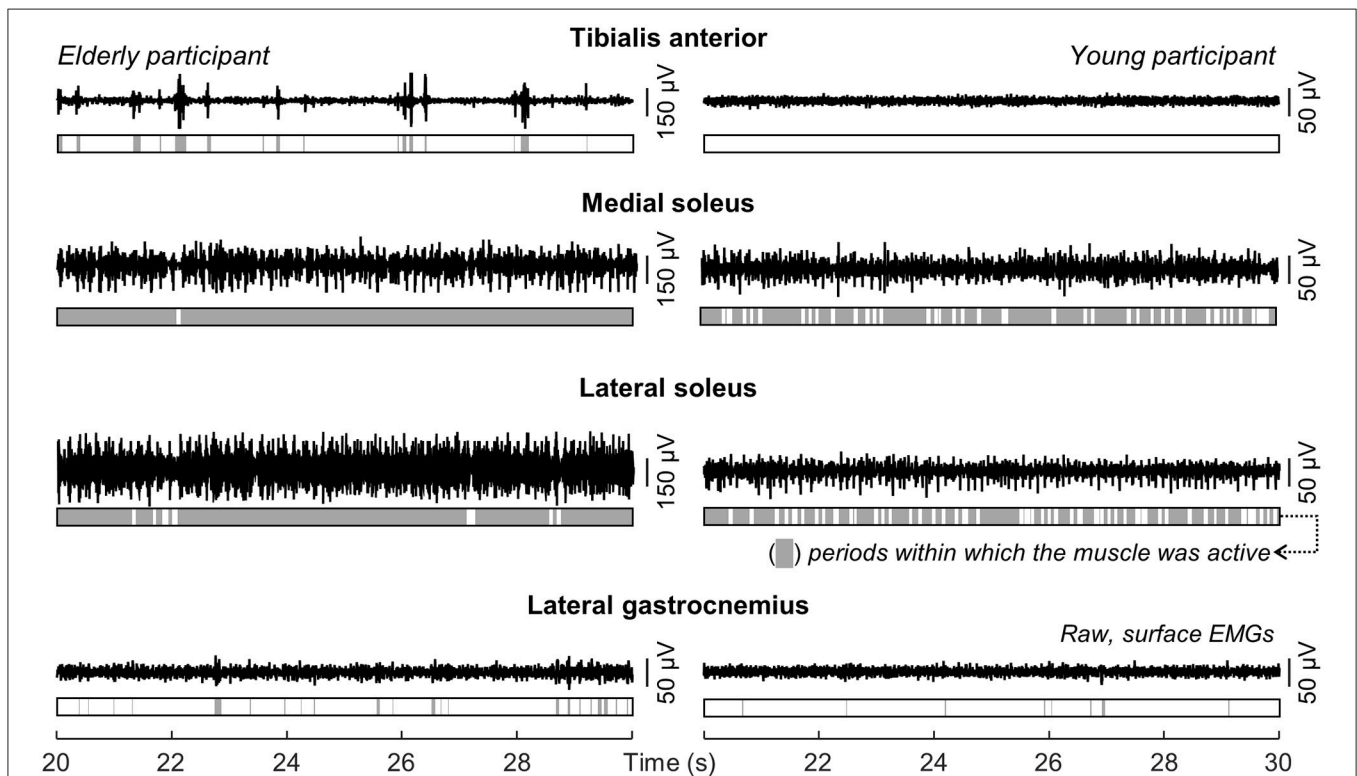 Tibialis anterior
Elderly participant
Young participant
150 µV
50 µV
Medial soleus
150 µV
50 µV
Lateral soleus
150 µV
50 µV
( ) periods within which the muscle was active
Lateral gastrocnemius
Raw, surface EMGs
50 µV
50 µV
20 22 24 26 28 Time (s) 22 24 26 28 30